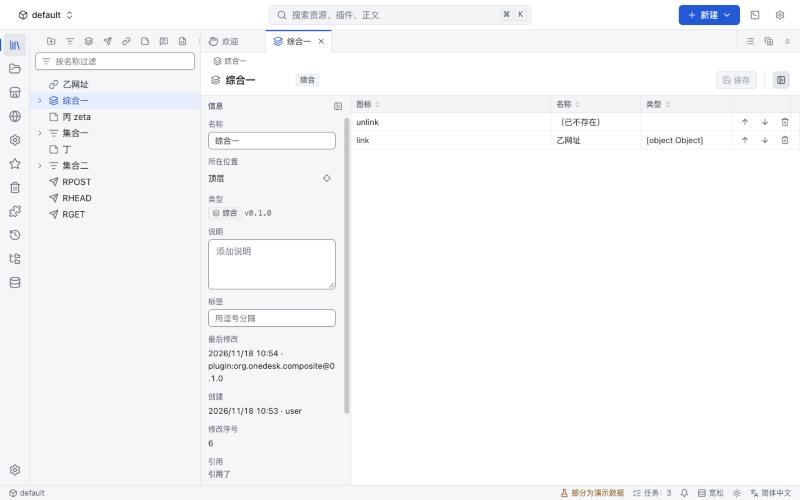 default
搜索资源、插件、正文
⌘ K
新建
欢迎
综合一
按名称过滤
乙网址
综合一
丙 zeta
集合一
丁
集合二
RPOST
RHEAD
RGET
综合一
综合一
综合
保存
信息
名称
综合一
所在位置
顶层
类型
综合 v0.1.0
说明
添加说明
标签
用逗号分隔
最后修改
2026/11/18 10:54 ·
plugin:org.onedesk.composite@0
.1.0
创建
2026/11/18 10:53 · user
修改序号
6
引用
引用了
图标 名称 类型
unlink （已不存在）
link 乙网址 [object Object]
default
部分为演示数据 任务：3 宽松 简体中文